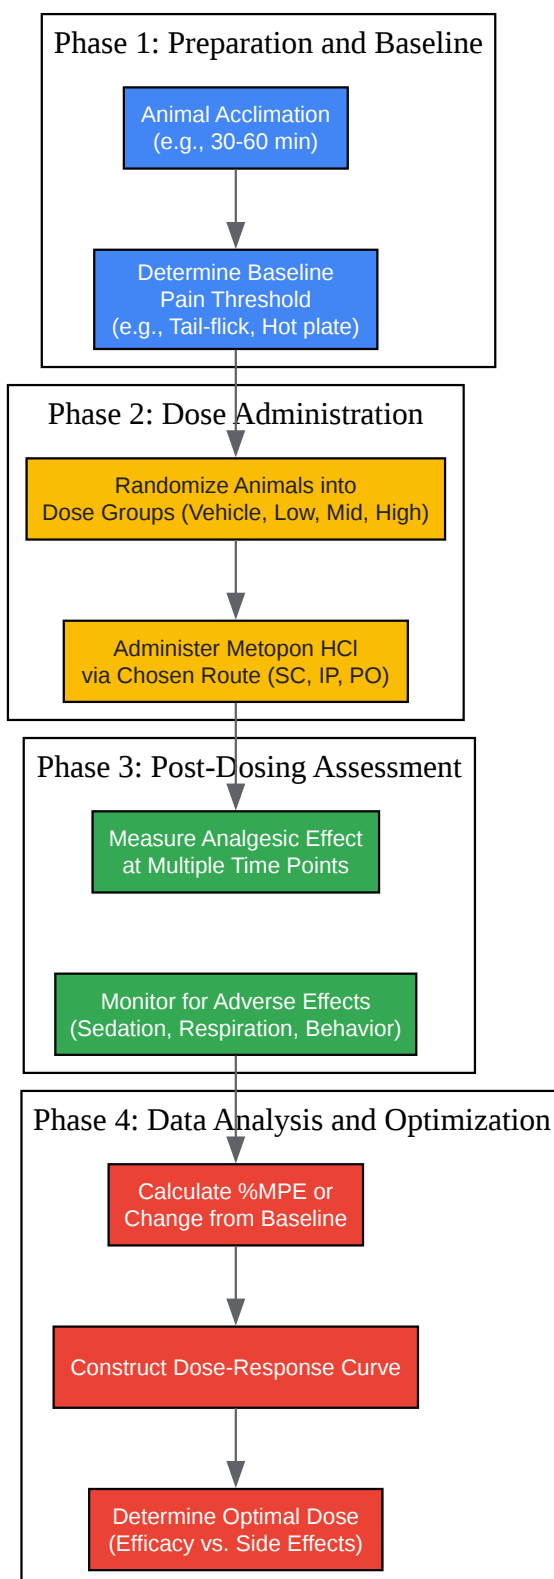 Phase 1: Preparation and Baseline
Animal Acclimation
(e.g., 30-60 min)
Determine Baseline
Pain Threshold
(e.g., Tail-flick, Hot plate)
Phase 2: Dose Administration
Randomize Animals into
Dose Groups (Vehicle, Low, Mid, High)
Administer Metopon HCl
via Chosen Route (SC, IP, PO)
Phase 3: Post-Dosing Assessment
Measure Analgesic Effect
at Multiple Time Points
Monitor for Adverse Effects
(Sedation, Respiration, Behavior)
Phase 4: Data Analysis and Optimization
Calculate %MPE or
Change from Baseline
Construct Dose-Response Curve
Determine Optimal Dose
(Efficacy vs. Side Effects)